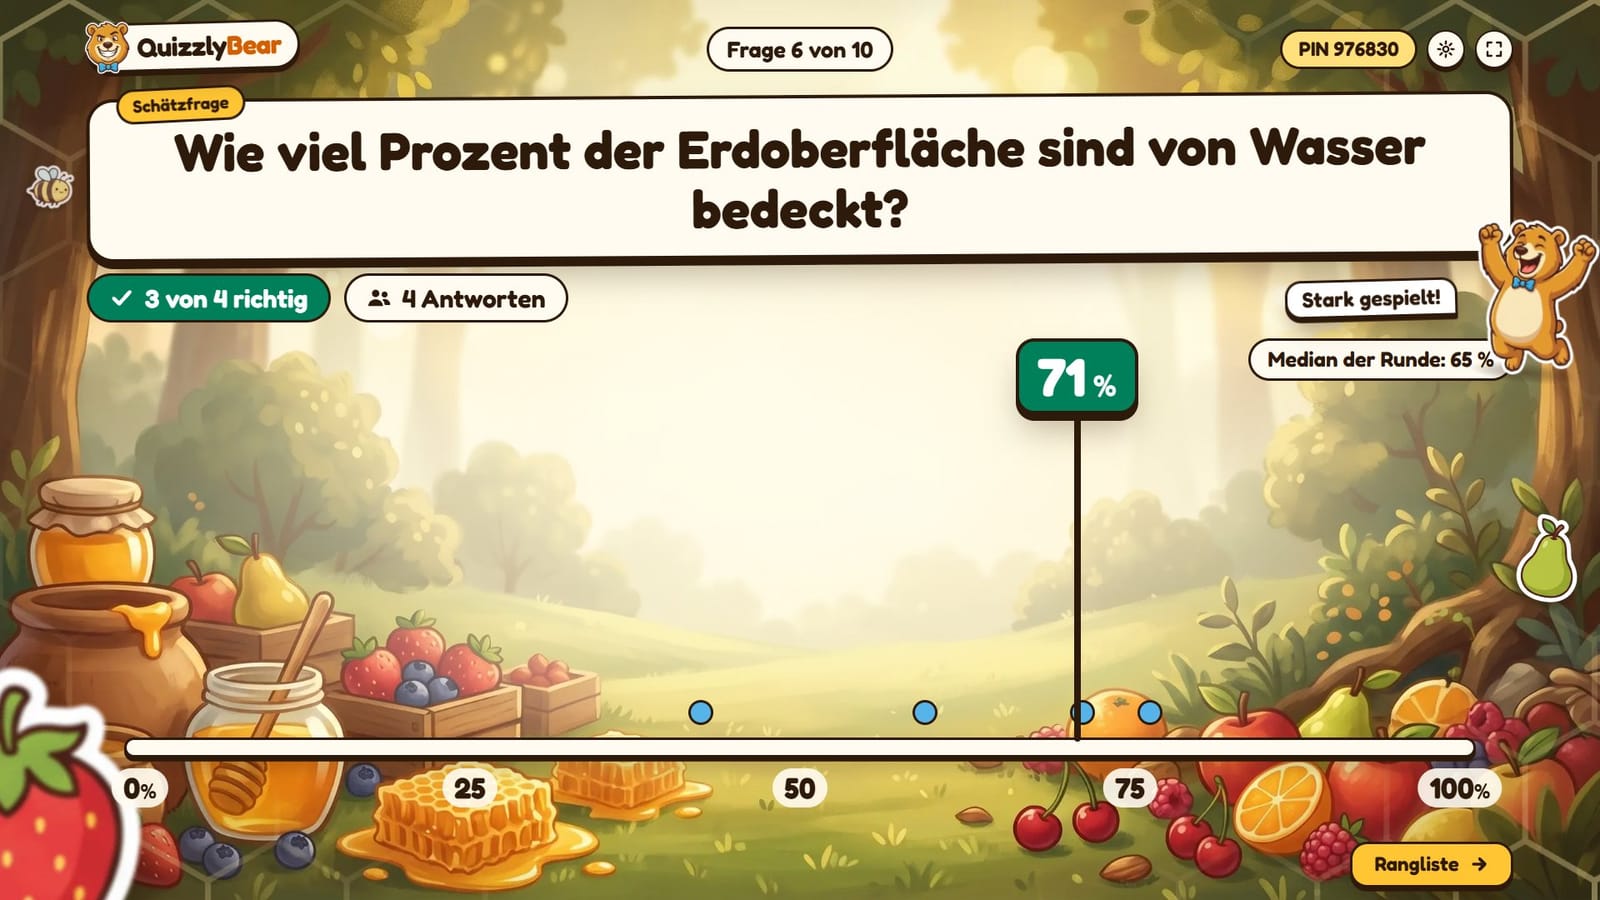 QuizzlyBear
Frage 6 von 10
PIN 976830
Schätzfrage
Wie viel Prozent der Erdoberfläche sind von Wasser
bedeckt?
3 von 4 richtig
4 Antworten
Stark gespielt!
Median der Runde: 65 %
71 %
0%
25
50
75
100%
Rangliste →